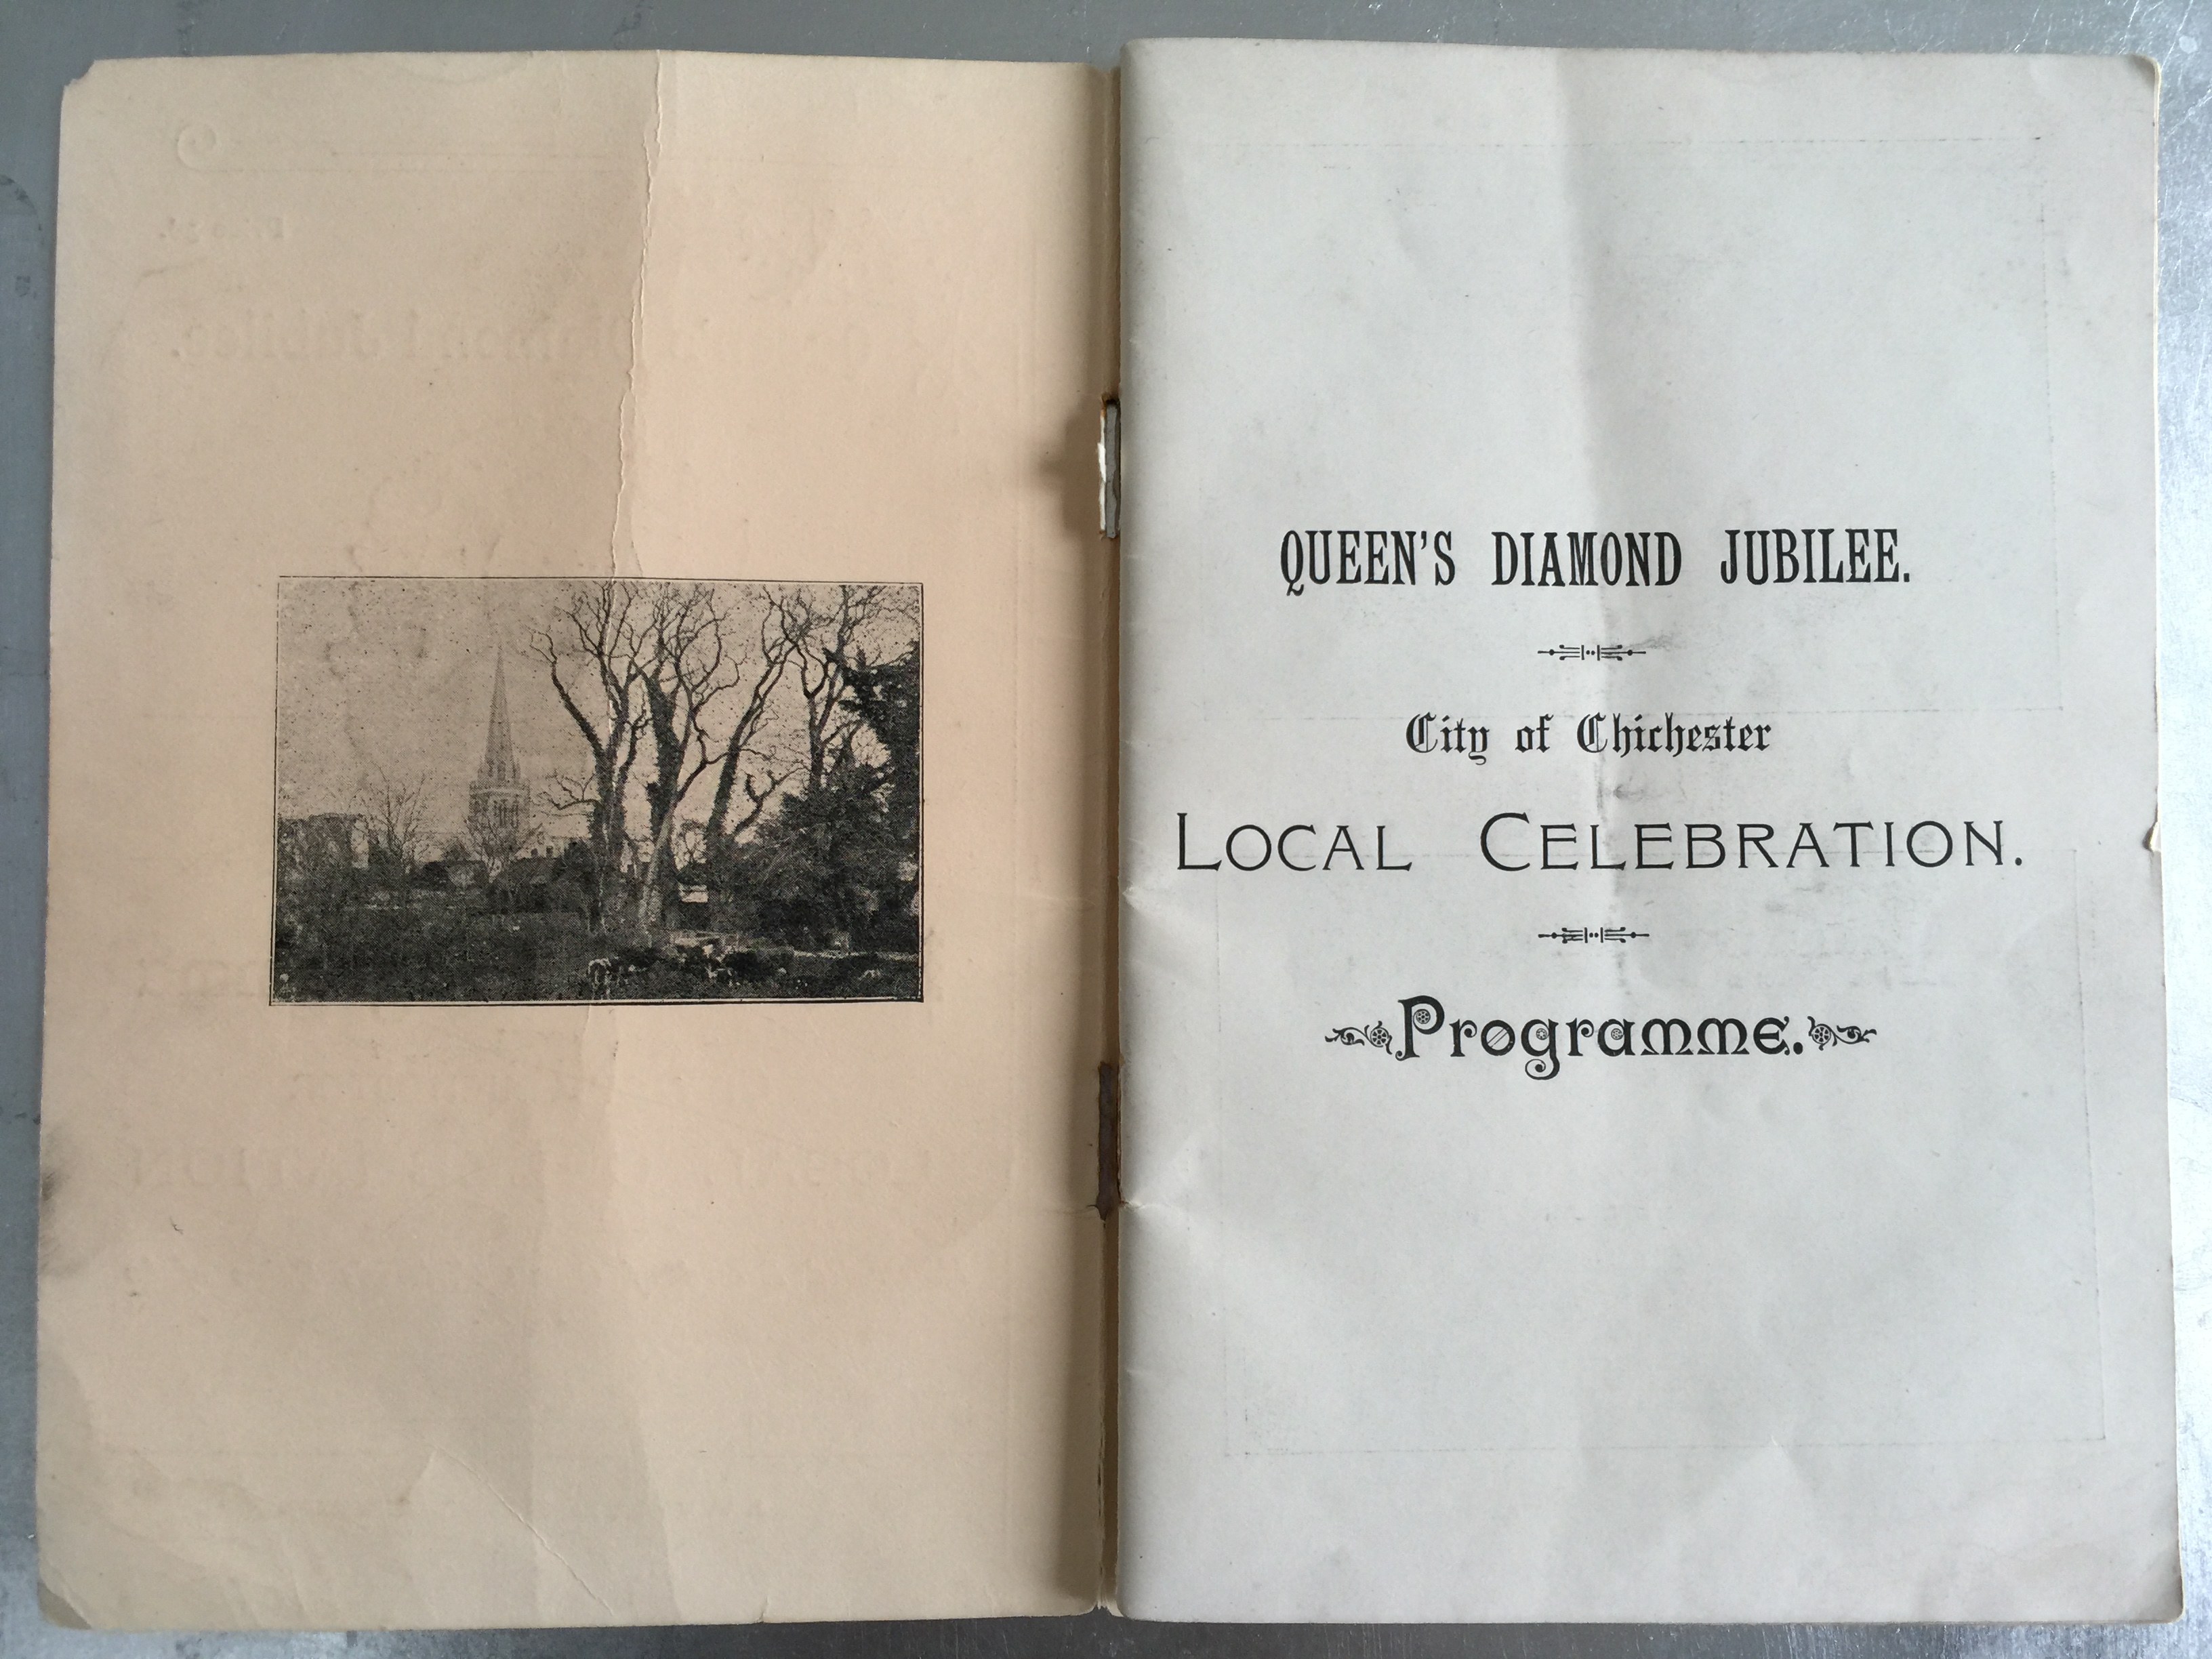 QUEEN'S DIAMOND JUBILEE.
City of Chichester
LOCAL CELEBRATION.
Programme.